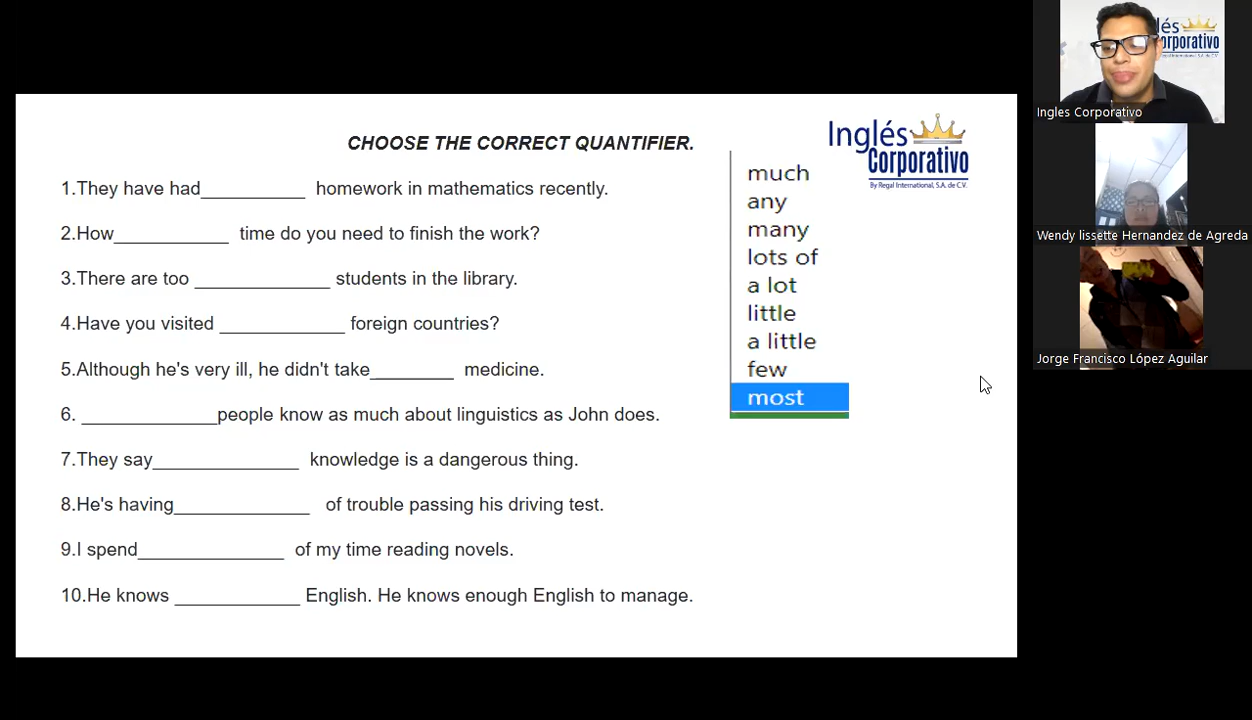 CHOOSE THE CORRECT QUANTIFIER.
1.They have had__________ homework in mathematics recently.
2.How___________ time do you need to finish the work?
3.There are too _____________ students in the library.
4.Have you visited ____________ foreign countries?
5.Although he's very ill, he didn't take________ medicine.
6. _____________people know as much about linguistics as John does.
7.They say______________ knowledge is a dangerous thing.
8.He's having_____________ of trouble passing his driving test.
9.I spend______________ of my time reading novels.
10.He knows ____________ English. He knows enough English to manage.
much
any
many
lots of
a lot
little
a little
few
most
Inglés
Corporativo
By Regal International, S.A. de C.V.
lés
orporativo
Ingles Corporativo
Wendy lissette Hernandez de Agreda
Jorge Francisco López Aguilar